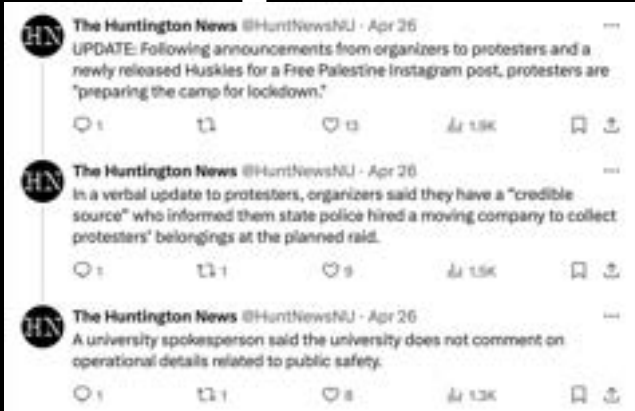 HN
The Huntington News @HuntNewsNU · Apr 26
UPDATE: Following announcements from organizers to protesters and a
newly released Huskies for a Free Palestine Instagram post, protesters are
"preparing the camp for lockdown."
1 13 1.9K
HN
The Huntington News @HuntNewsNU · Apr 26
In a verbal update to protesters, organizers said they have a "credible
source" who informed them state police hired a moving company to collect
protesters' belongings at the planned raid.
1 1 9 1.5K
HN
The Huntington News @HuntNewsNU · Apr 26
A university spokesperson said the university does not comment on
operational details related to public safety.
1 1 8 1.3K